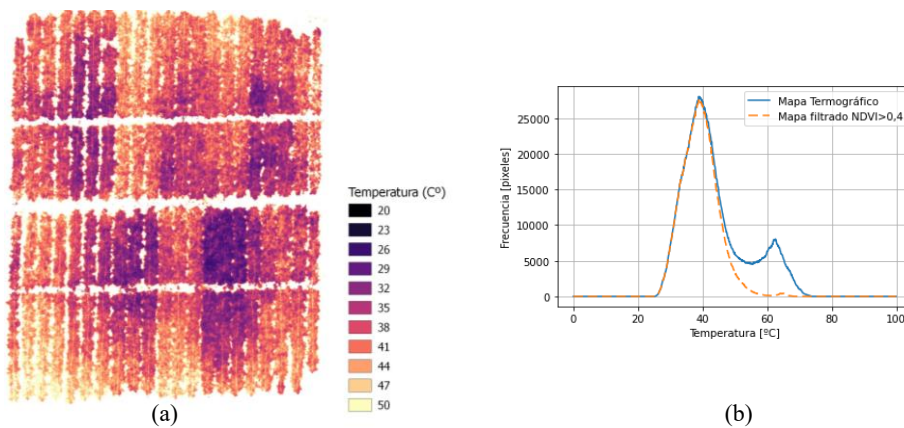 Temperatura (Cº)
20
23
26
29
32
35
38
41
44
47
50
(a)
Mapa Termográfico
Mapa filtrado NDVI>0,4
Frecuencia [pixeles]
25000
20000
15000
10000
5000
0
0 20 40 60 80 100
Temperatura [ºC]
(b)